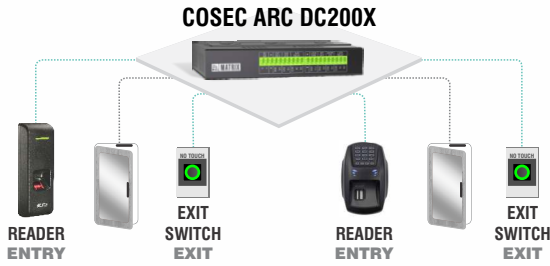 COSEC ARC DC200X
NO TOUCH
NO TOUCH
READER
ENTRY
EXIT
SWITCH
EXIT
READER
ENTRY
EXIT
SWITCH
EXIT